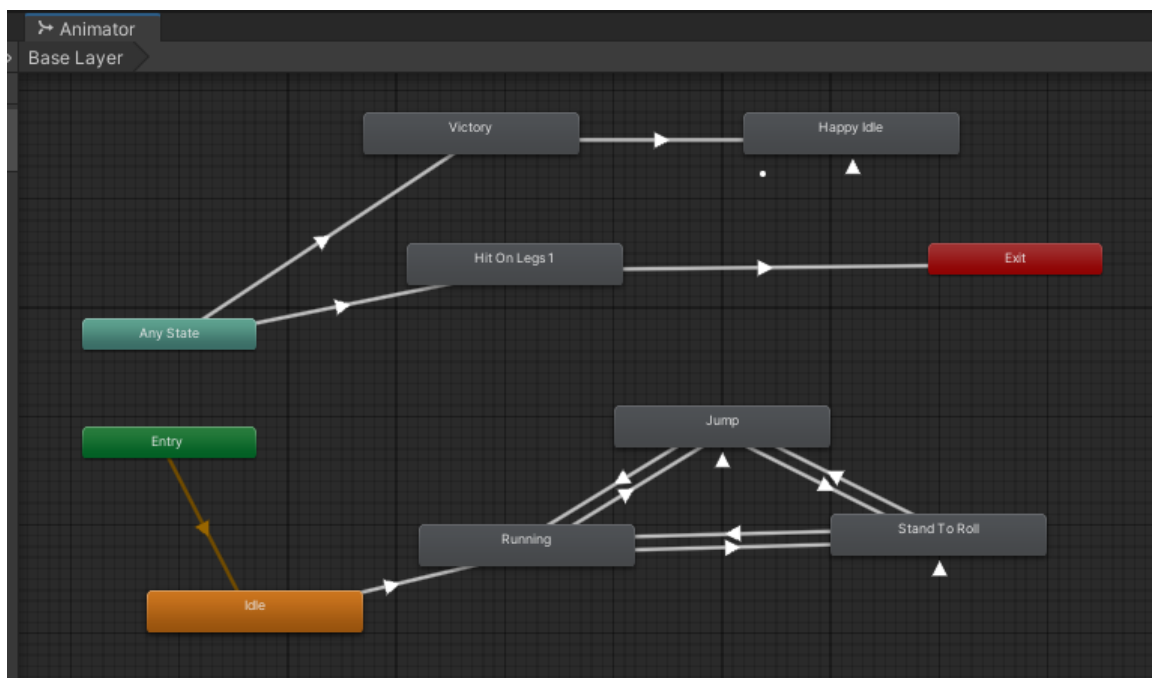 Animator
Base Layer
Victory
Happy Idle
Hit On Legs 1
Exit
Any State
Jump
Entry
Stand To Roll
Running
Idle